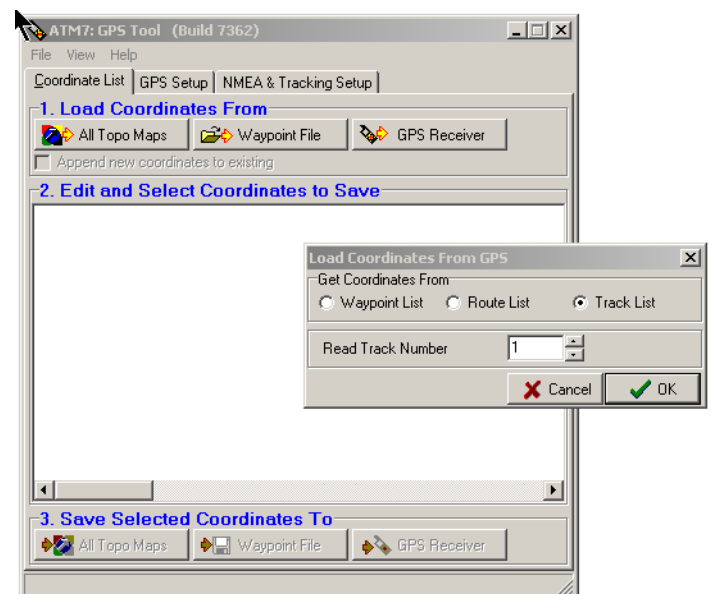 ATM7: GPS Tool (Build 7362)
File View Help
Coordinate List GPS Setup NMEA & Tracking Setup
1. Load Coordinates From
All Topo Maps Waypoint File GPS Receiver
Append new coordinates to existing
2. Edit and Select Coordinates to Save
Load Coordinates From GPS
Get Coordinates From
Waypoint List Route List Track List
Read Track Number 1
Cancel OK
3. Save Selected Coordinates To
All Topo Maps Waypoint File GPS Receiver